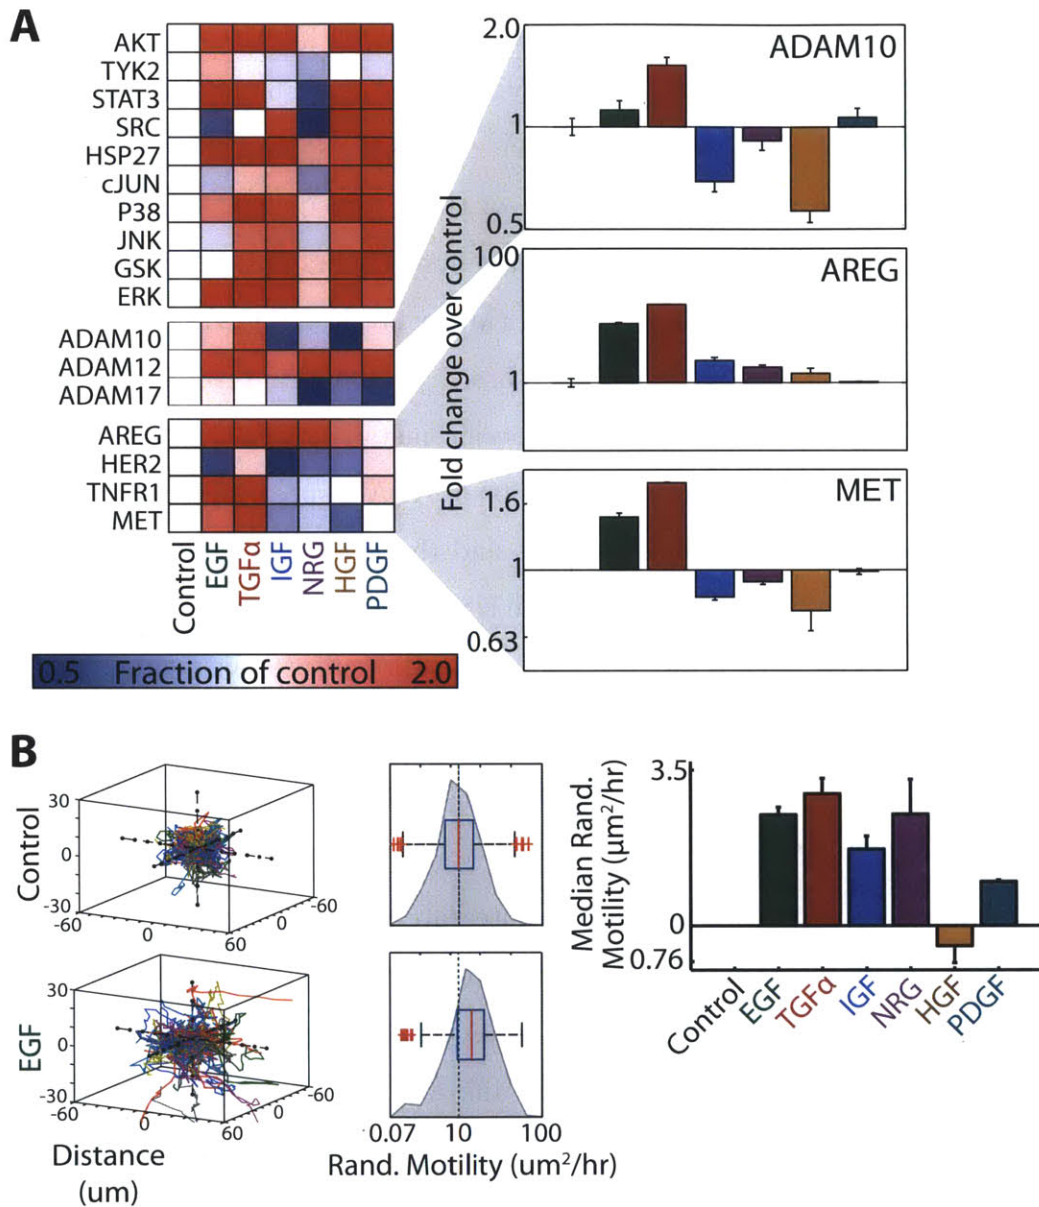 A
AKT
TYK2
STAT3
SRC
HSP27
cJUN
P38
JNK
GSK
ERK
ADAM10
ADAM12
ADAM17
AREG
HER2
TNFR1
MET
Control
EGF
TGFα
IGF
NRG
HGF
PDGF
0.5 Fraction of control 2.0
Fold change over control
2.0
ADAM10
1
0.5
100
AREG
1
1.6
MET
1
0.63
B
Control
30
0
-30
-60
0
60
0
-60
EGF
30
0
-30
-60
0
60
0
-60
Distance
(um)
0.07 10 100
Rand. Motility (um²/hr)
Median Rand.
Motility (μm²/hr)
3.5
0
0.76
Control
EGF
TGFα
IGF
NRG
HGF
PDGF